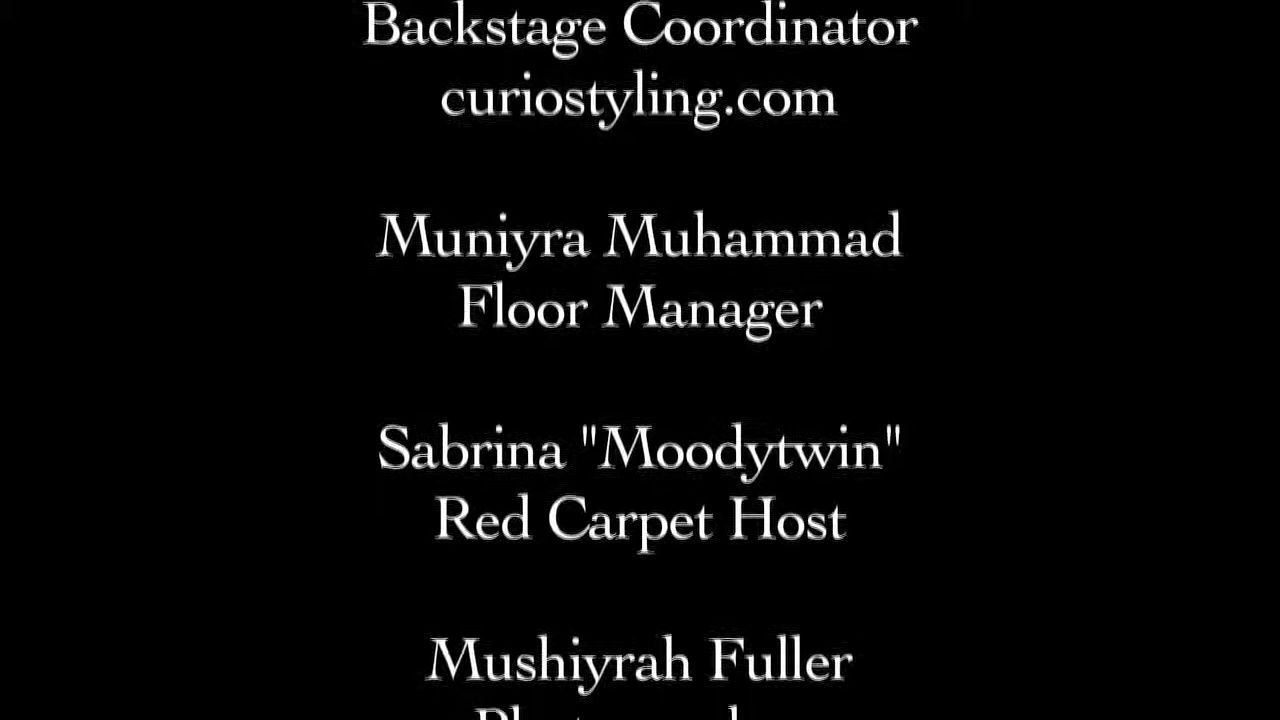 Backstage Coordinator
curiostyling.com
Muniyra Muhammad
Floor Manager
Sabrina "Moodytwin"
Red Carpet Host
Mushiyrah Fuller